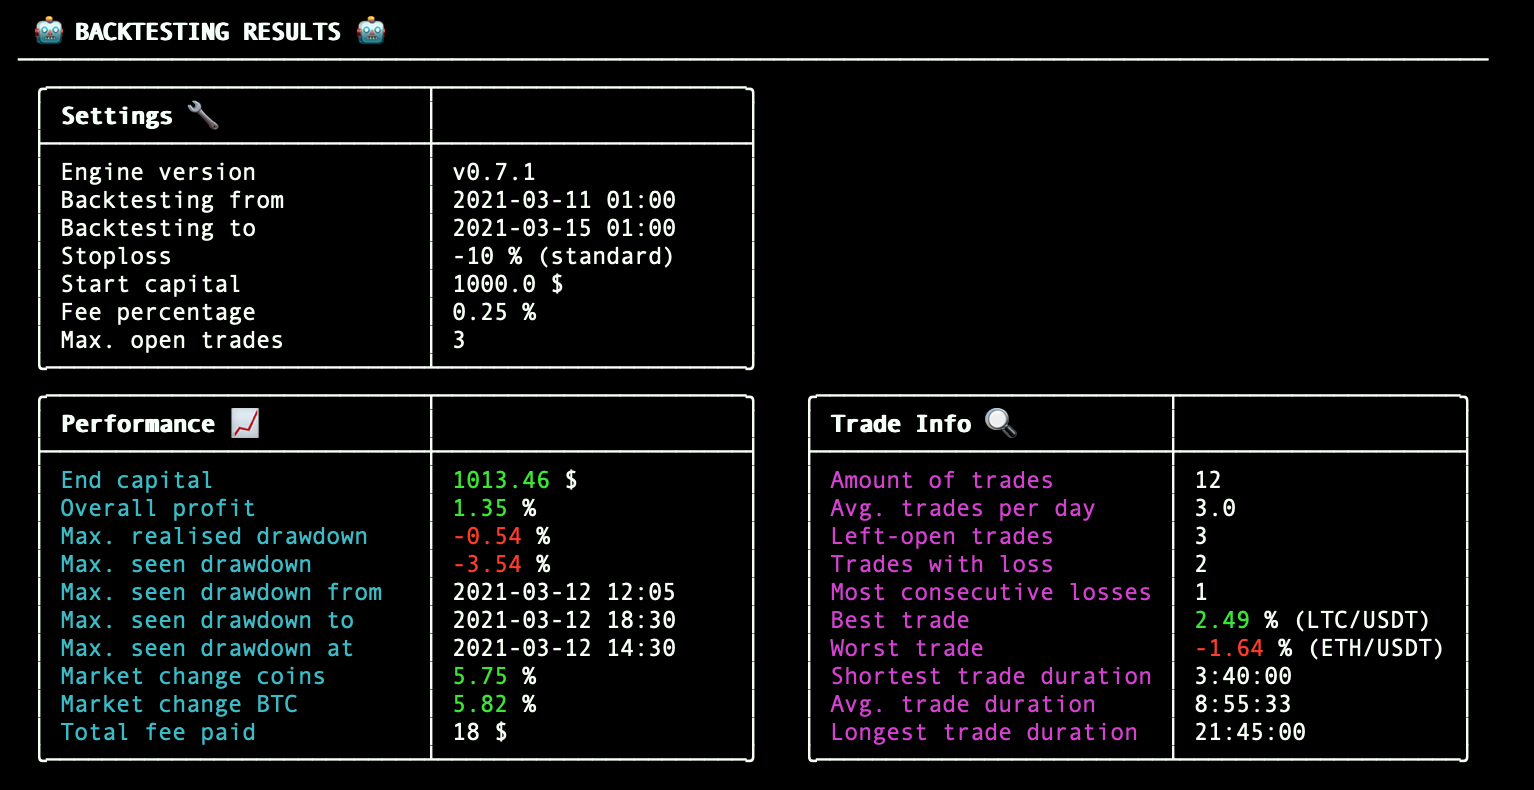 🤖 BACKTESTING RESULTS 🤖
Settings 🔧
Engine version v0.7.1
Backtesting from 2021-03-11 01:00
Backtesting to 2021-03-15 01:00
Stoploss -10 % (standard)
Start capital 1000.0 $
Fee percentage 0.25 %
Max. open trades 3
Performance 📈
End capital 1013.46 $
Overall profit 1.35 %
Max. realised drawdown -0.54 %
Max. seen drawdown -3.54 %
Max. seen drawdown from 2021-03-12 12:05
Max. seen drawdown to 2021-03-12 18:30
Max. seen drawdown at 2021-03-12 14:30
Market change coins 5.75 %
Market change BTC 5.82 %
Total fee paid 18 $
Trade Info 🔍
Amount of trades 12
Avg. trades per day 3.0
Left-open trades 3
Trades with loss 2
Most consecutive losses 1
Best trade 2.49 % (LTC/USDT)
Worst trade -1.64 % (ETH/USDT)
Shortest trade duration 3:40:00
Avg. trade duration 8:55:33
Longest trade duration 21:45:00